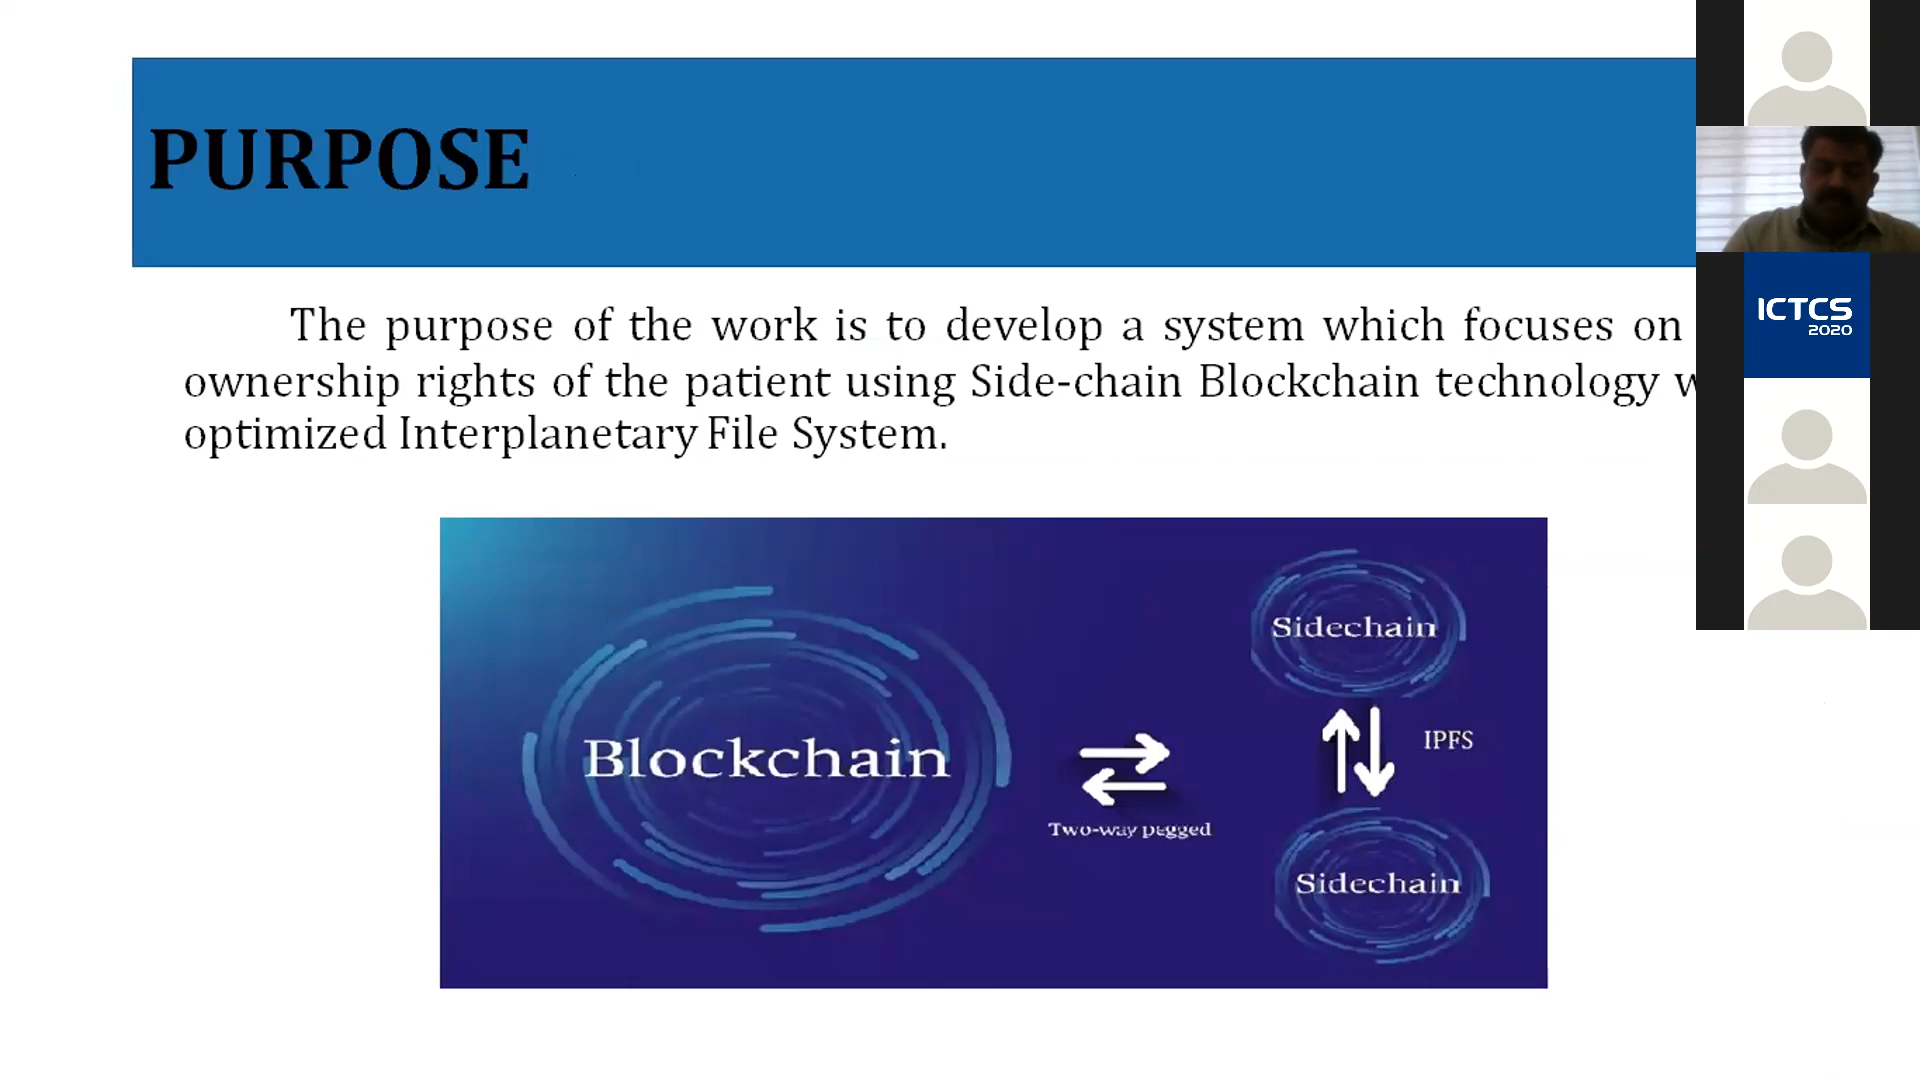 PURPOSE
The purpose of the work is to develop a system which focuses on
ownership rights of the patient using Side-chain Blockchain technology
optimized Interplanetary File System.
ICTCS
2020
Sidechain
IPFS
Blockchain
Two-way pegged
Sidechain